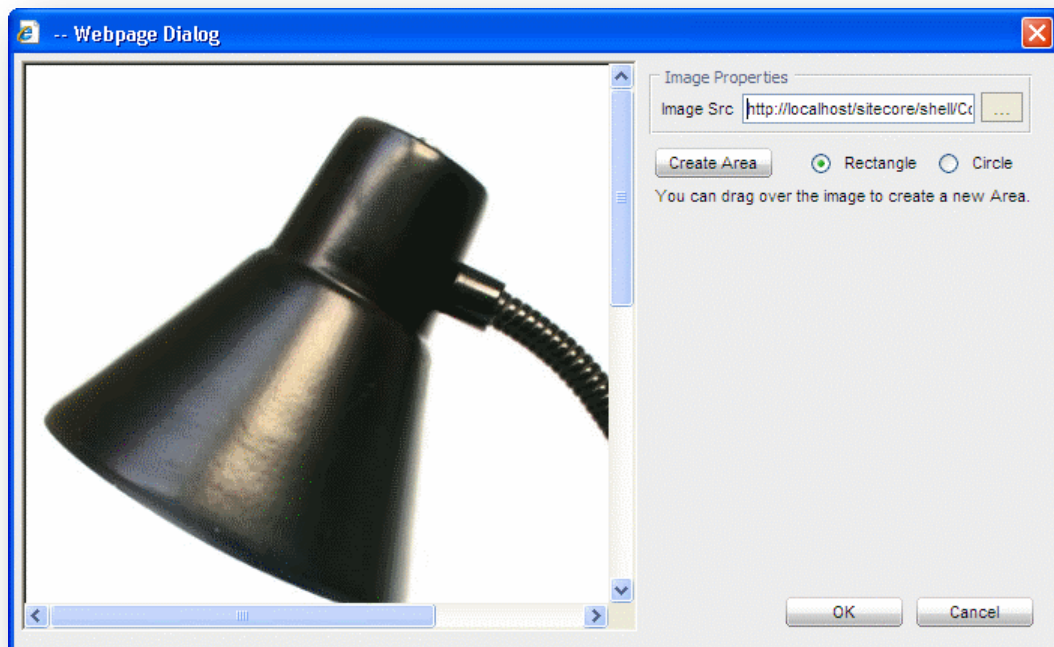 -- Webpage Dialog
Image Properties
Image Src http://localhost/sitecore/shell/Co ...
Create Area Rectangle Circle
You can drag over the image to create a new Area.
OK Cancel